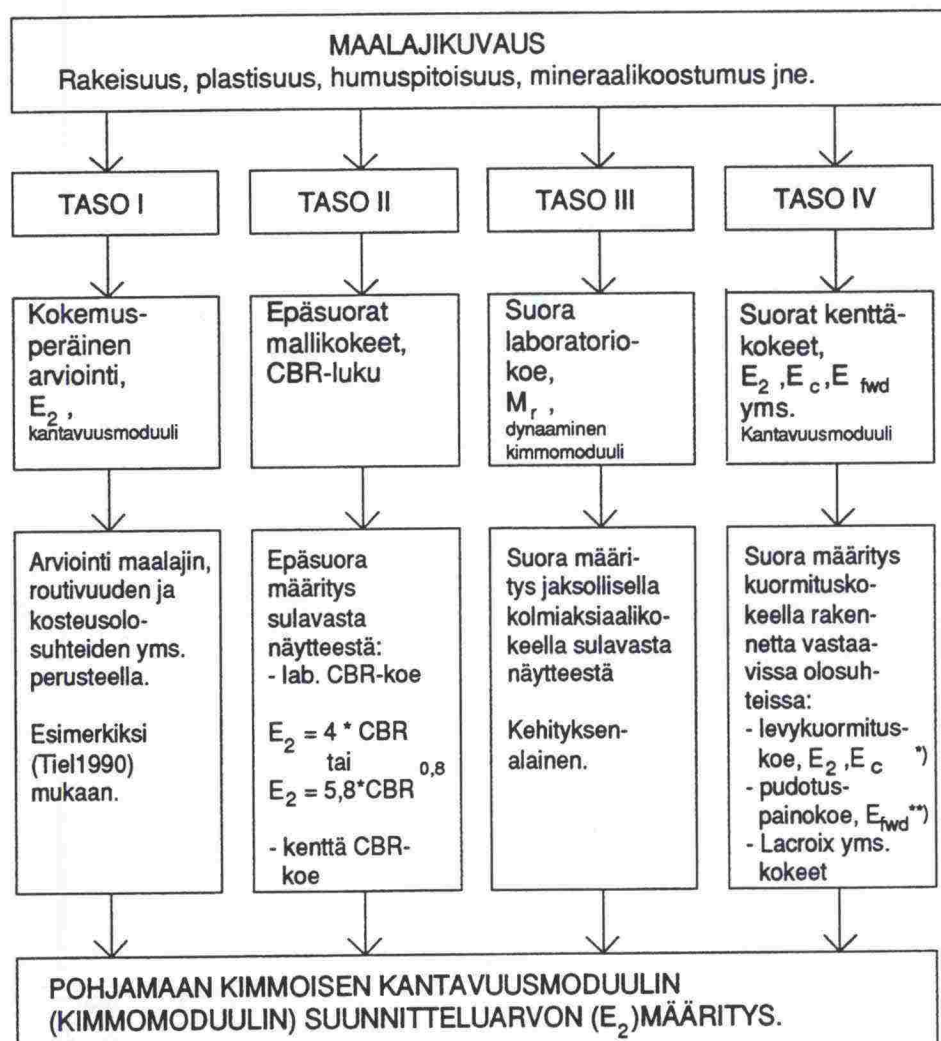 MAALAJIKUVAUS
Rakeisuus, plastisuus, humuspitoisuus, mineraalikoostumus jne.
TASO I
TASO II
TASO III
TASO IV
Kokemus-
peräinen
arviointi,
E2 ,
kantavuusmoduuli
Epäsuorat
mallikokeet,
CBR-luku
Suora
laboratorio-
koe,
Mr ,
dynaaminen
kimmomoduuli
Suorat kenttä-
kokeet,
E2 ,Ec,E fwd
yms.
Kantavuusmoduuli
Arviointi maalajin,
routivuuden ja
kosteusolo-
suhteiden yms.
perusteella.
Esimerkiksi
(Tiel1990)
mukaan.
Epäsuora
määritys
sulavasta
näytteestä:
- lab. CBR-koe
E2 = 4 * CBR
tai
E2 = 5,8*CBR 0,8
- kenttä CBR-
koe
Suora määri-
tys jaksollisella
kolmiaksiaaliko-
keella sulavasta
näytteestä
Kehityksen-
alainen.
Suora määritys
kuormitusko-
keella raken-
netta vastaa-
vissa olosuh-
teissa:
- levykuormitus-
koe, E2 ,Ec *)
- pudotus-
painokoe, Efwd**)
- Lacroix yms.
kokeet
POHJAMAAN KIMMOISEN KANTAVUUSMODUULIN
(KIMMOMODUULIN) SUUNNITTELUARVON (E2)MÄÄRITYS.